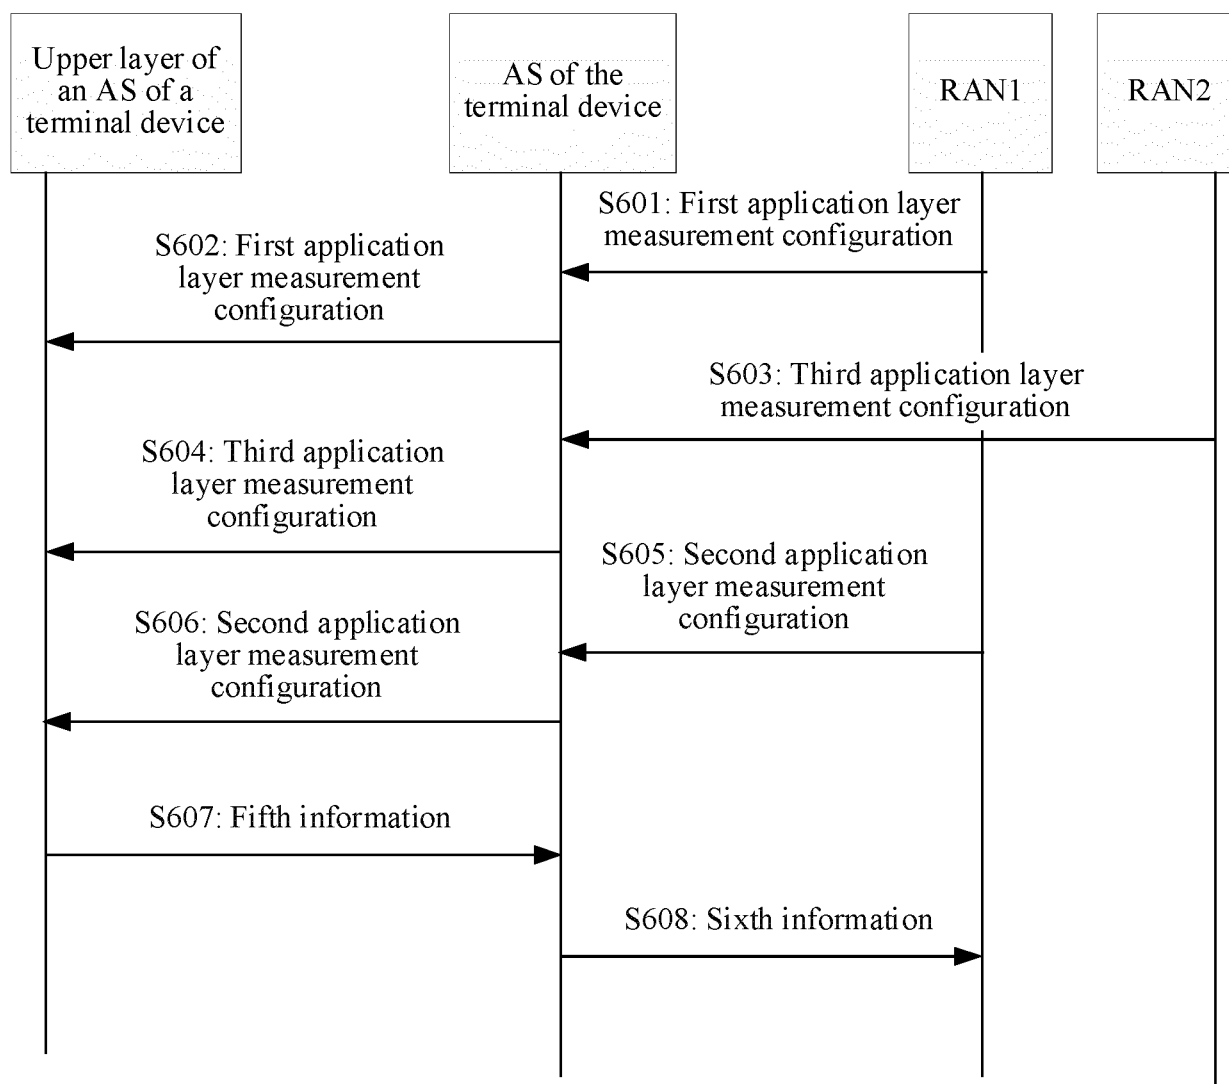 Upper layer of
an AS of a
terminal device
AS of the
terminal device
RAN1
RAN2
S601: First application layer
measurement configuration
S602: First application
layer measurement
configuration
S603: Third application layer
measurement configuration
S604: Third application
layer measurement
configuration
S605: Second application
layer measurement
configuration
S606: Second application
layer measurement
configuration
S607: Fifth information
S608: Sixth information